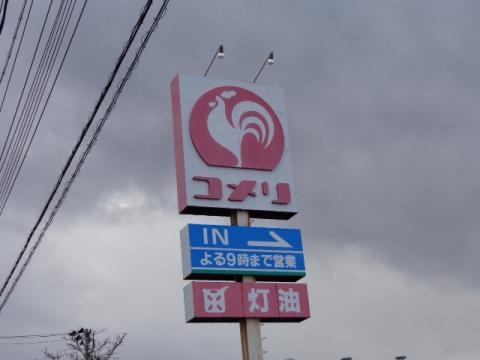 コメリ
IN
よる9時まで営業
灯油